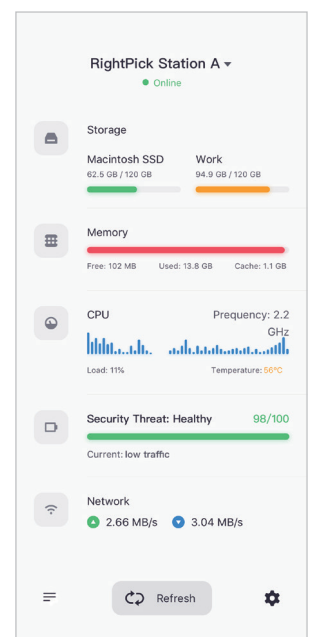 RightPick Station A
Online
Storage
Macintosh SSD
62.5 GB / 120 GB
Work
94.9 GB / 120 GB
Memory
Free: 102 MB
Used: 13.8 GB
Cache: 1.1 GB
CPU
Prequency: 2.2
GHz
Load: 11%
Temperature: 56°C
Security Threat: Healthy
98/100
Current: low traffic
Network
2.66 MB/s
3.04 MB/s
Refresh